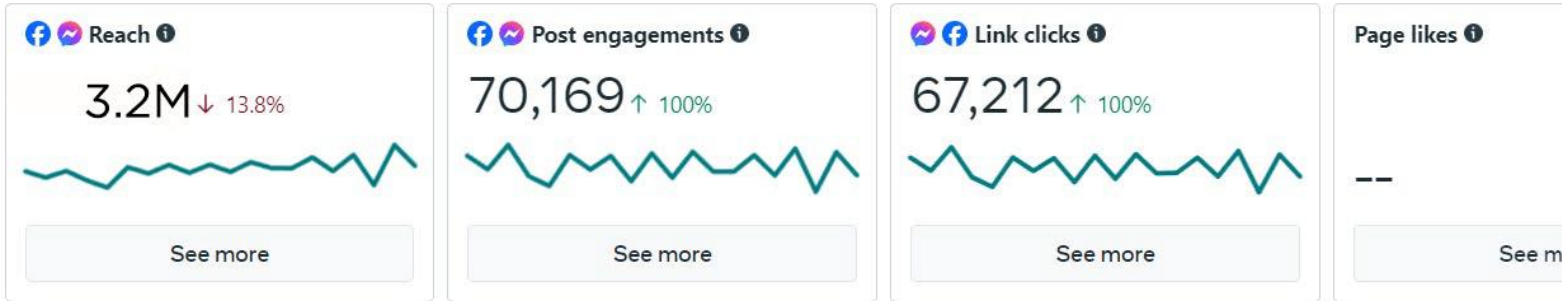 Reach
3.2M ↓ 13.8%
See more
Post engagements
70,169 ↑ 100%
See more
Link clicks
67,212 ↑ 100%
See more
Page likes
--
See m